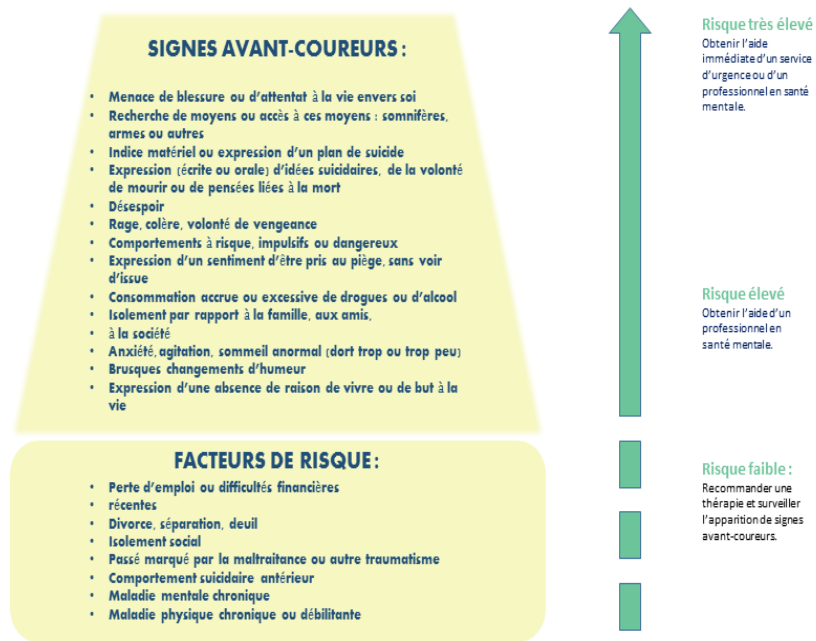 SIGNES AVANT-COUREURS :
• Menace de blessure ou d'attentat à la vie envers soi
• Recherche de moyens ou accès à ces moyens : somnifères,
armes ou autres
• Indice matériel ou expression d'un plan de suicide
• Expression (écrite ou orale) d'idées suicidaires, de la volonté
de mourir ou de pensées liées à la mort
• Désespoir
• Rage, colère, volonté de vengeance
• Comportements à risque, impulsifs ou dangereux
• Expression d'un sentiment d'être pris au piège, sans voir
d'issue
• Consommation accrue ou excessive de drogues ou d'alcool
• Isolement par rapport à la famille, aux amis,
• à la société
• Anxiété, agitation, sommeil anormal (dort trop ou trop peu)
• Brusques changements d'humeur
• Expression d'une absence de raison de vivre ou de but à la
vie
FACTEURS DE RISQUE :
• Perte d'emploi ou difficultés financières
• récentes
• Divorce, séparation, deuil
• Isolement social
• Passé marqué par la maltraitance ou autre traumatisme
• Comportement suicidaire antérieur
• Maladie mentale chronique
• Maladie physique chronique ou débilitante
Risque très élevé
Obtenir l'aide
immédiate d'un service
d'urgence ou d'un
professionnel en santé
mentale.
Risque élevé
Obtenir l'aide d'un
professionnel en
santé mentale.
Risque faible :
Recommander une
thérapie et surveiller
l'apparition de signes
avant-coureurs.